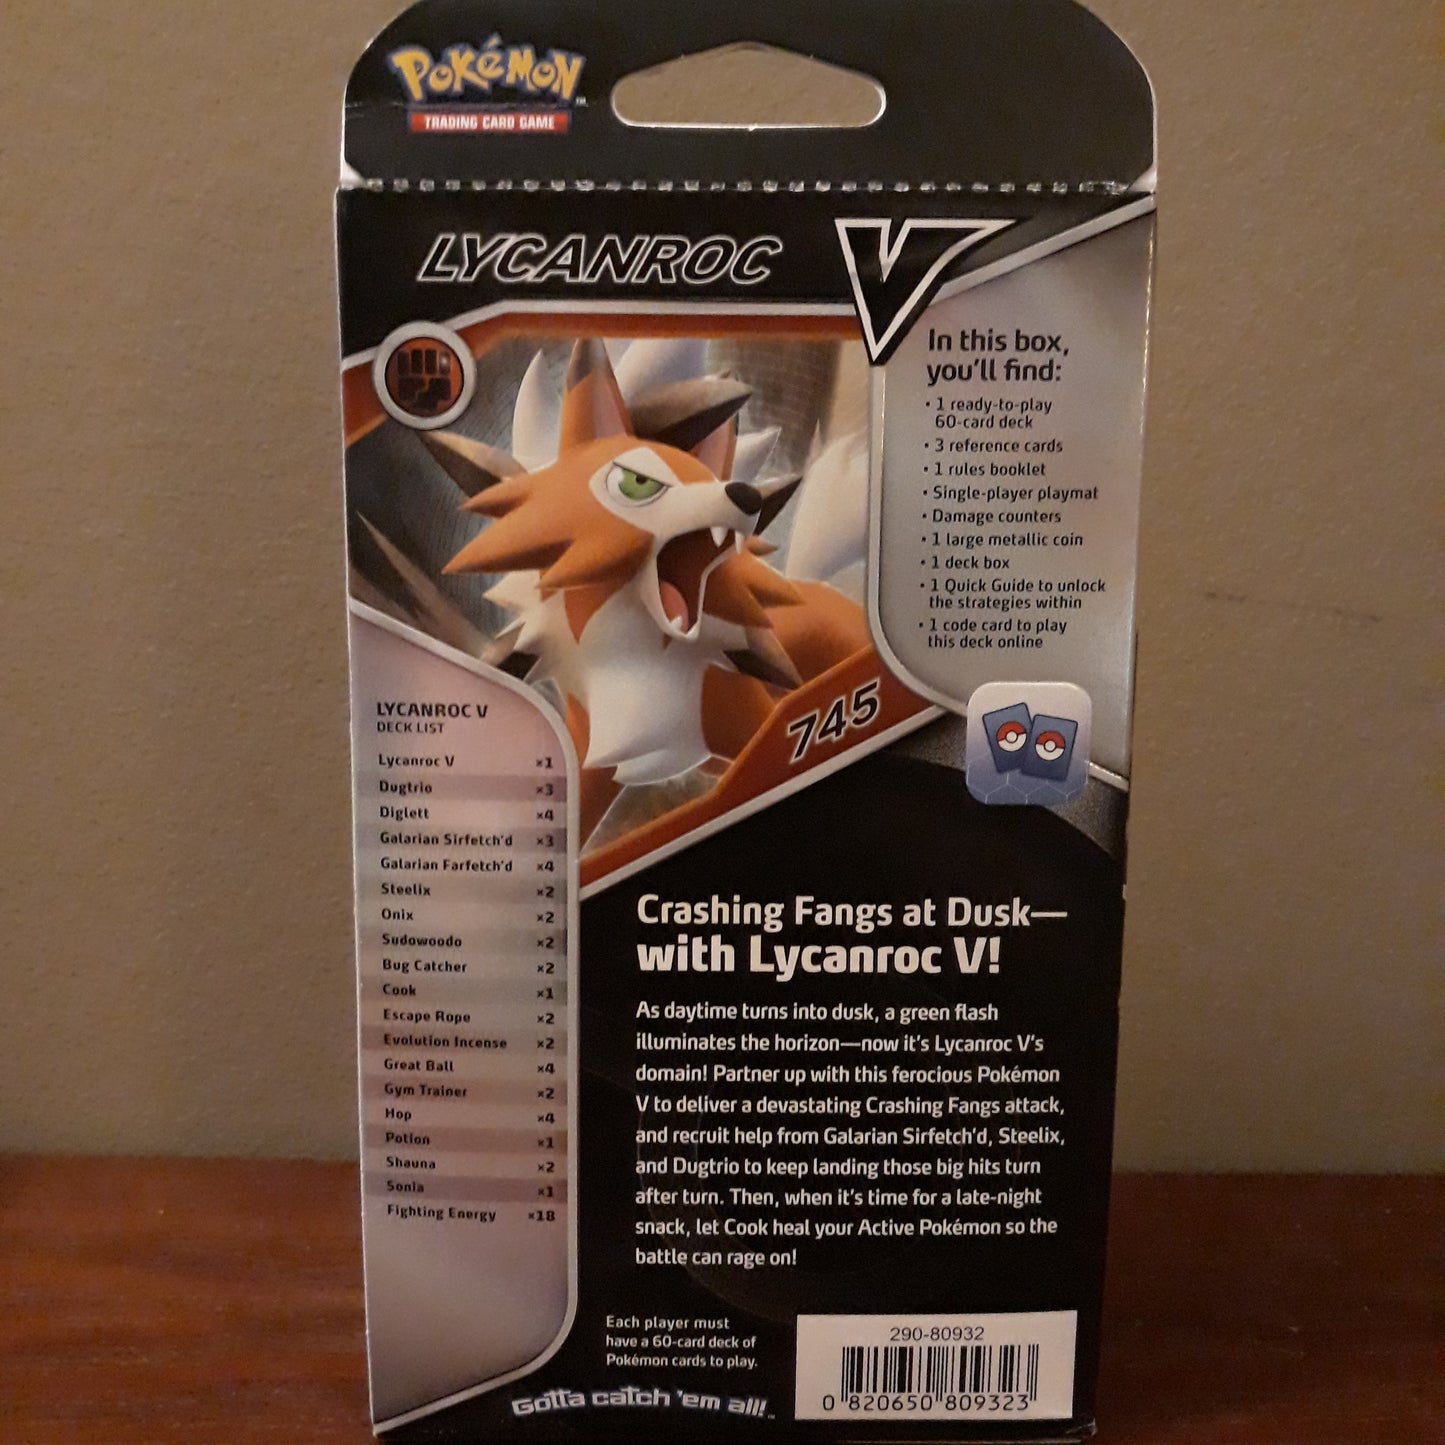 POKéMON™
TRADING CARD GAME
LYCANROC V
In this box,
you'll find:
• 1 ready-to-play
60-card deck
• 3 reference cards
• 1 rules booklet
• Single-player playmat
• Damage counters
• 1 large metallic coin
• 1 deck box
• 1 Quick Guide to unlock
the strategies within
• 1 code card to play
this deck online
745
LYCANROC V
DECK LIST
Lycanroc V ×1
Dugtrio ×3
Diglett ×4
Galarian Sirfetch'd ×3
Galarian Farfetch'd ×4
Steelix ×2
Onix ×2
Sudowoodo ×2
Bug Catcher ×2
Cook ×1
Escape Rope ×2
Evolution Incense ×2
Great Ball ×4
Gym Trainer ×2
Hop ×4
Potion ×1
Shauna ×2
Sonia ×1
Fighting Energy ×18
Crashing Fangs at Dusk—
with Lycanroc V!
As daytime turns into dusk, a green flash
illuminates the horizon—now it's Lycanroc V's
domain! Partner up with this ferocious Pokémon
V to deliver a devastating Crashing Fangs attack,
and recruit help from Galarian Sirfetch'd, Steelix,
and Dugtrio to keep landing those big hits turn
after turn. Then, when it's time for a late-night
snack, let Cook heal your Active Pokémon so the
battle can rage on!
Each player must
have a 60-card deck of
Pokémon cards to play.
Gotta catch 'em all!™
290-80932
0 820650 809323